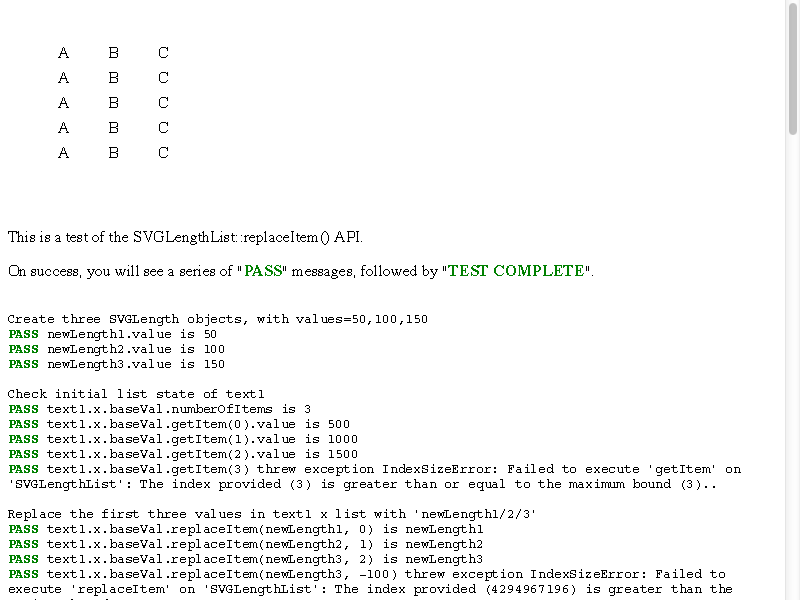 A B C
A B C
A B C
A B C
A B C
This is a test of the SVGLengthList::replaceItem() API.
On success, you will see a series of "PASS" messages, followed by "TEST COMPLETE".
Create three SVGLength objects, with values=50,100,150
PASS newLength1.value is 50
PASS newLength2.value is 100
PASS newLength3.value is 150
Check initial list state of text1
PASS text1.x.baseVal.numberOfItems is 3
PASS text1.x.baseVal.getItem(0).value is 500
PASS text1.x.baseVal.getItem(1).value is 1000
PASS text1.x.baseVal.getItem(2).value is 1500
PASS text1.x.baseVal.getItem(3) threw exception IndexSizeError: Failed to execute 'getItem' on
'SVGLengthList': The index provided (3) is greater than or equal to the maximum bound (3)..
Replace the first three values in text1 x list with 'newLength1/2/3'
PASS text1.x.baseVal.replaceItem(newLength1, 0) is newLength1
PASS text1.x.baseVal.replaceItem(newLength2, 1) is newLength2
PASS text1.x.baseVal.replaceItem(newLength3, 2) is newLength3
PASS text1.x.baseVal.replaceItem(newLength3, -100) threw exception IndexSizeError: Failed to
execute 'replaceItem' on 'SVGLengthList': The index provided (4294967196) is greater than the